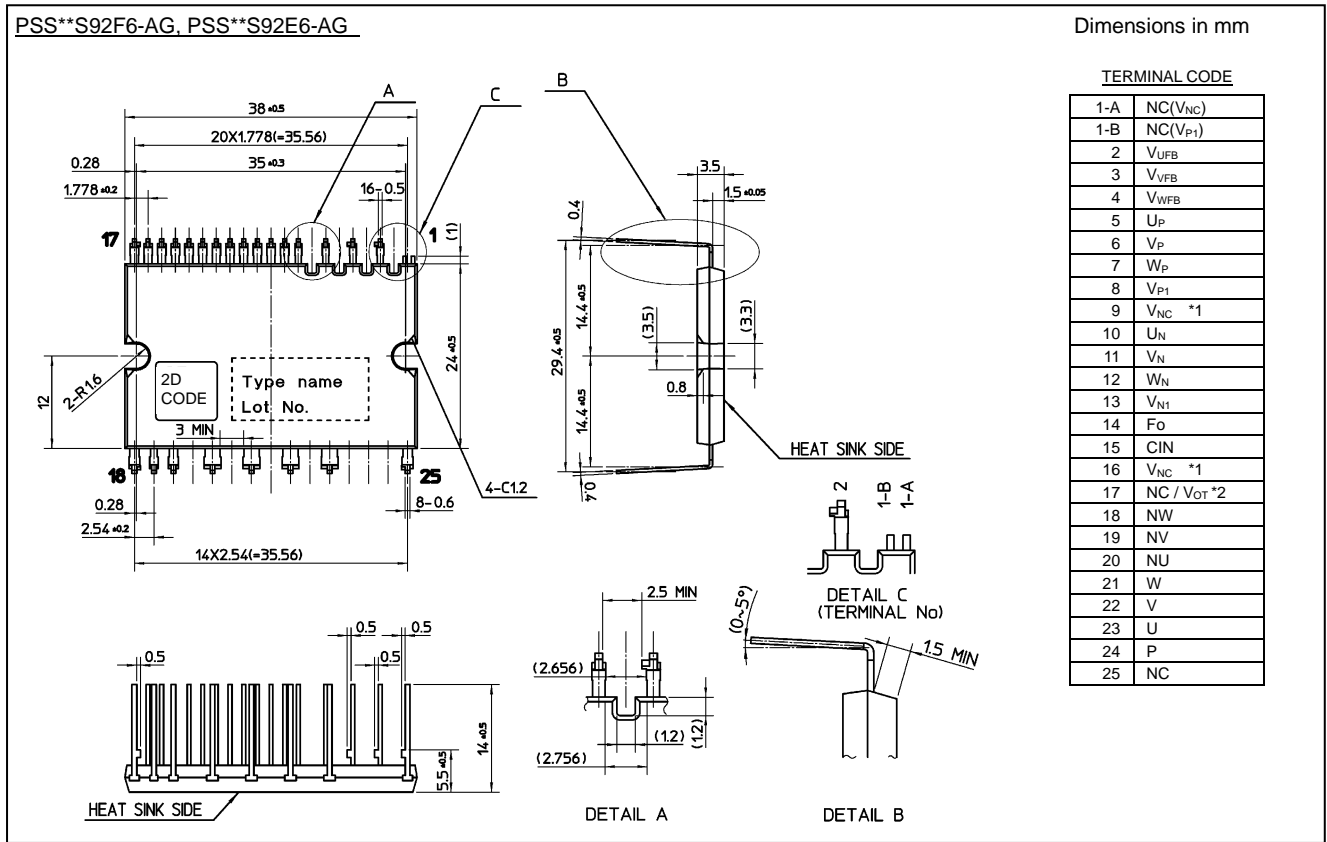 PSS**S92F6-AG, PSS**S92E6-AG
Dimensions in mm
A
C
B
38 ±0.5
20X1.778(=35.56)
35 ±0.3
0.28
1.778 ±0.2
16-0.5
17
1
(1)
24 ±0.5
12
2-R1.6
2D
CODE
Type name
Lot No.
3 MIN
18
25
4-C1.2
0.28
8-0.6
2.54 ±0.2
14X2.54(=35.56)
3.5
1.5 ±0.05
0.4
29.4 ±0.5
14.4 ±0.5
14.4 ±0.5
(3.5)
(3.3)
0.8
0.4
HEAT SINK SIDE
2
1-B
1-A
DETAIL C
(TERMINAL No)
0.5
0.5
0.5
0.5
14 ±0.5
5.5 ±0.5
HEAT SINK SIDE
2.5 MIN
(2.656)
(1.2)
(1.2)
(2.756)
DETAIL A
(0~5°)
1.5 MIN
DETAIL B
TERMINAL CODE
1-A NC(VNC)
1-B NC(VP1)
2 VUFB
3 VVFB
4 VWFB
5 UP
6 VP
7 WP
8 VP1
9 VNC *1
10 UN
11 VN
12 WN
13 VN1
14 Fo
15 CIN
16 VNC *1
17 NC / VOT *2
18 NW
19 NV
20 NU
21 W
22 V
23 U
24 P
25 NC